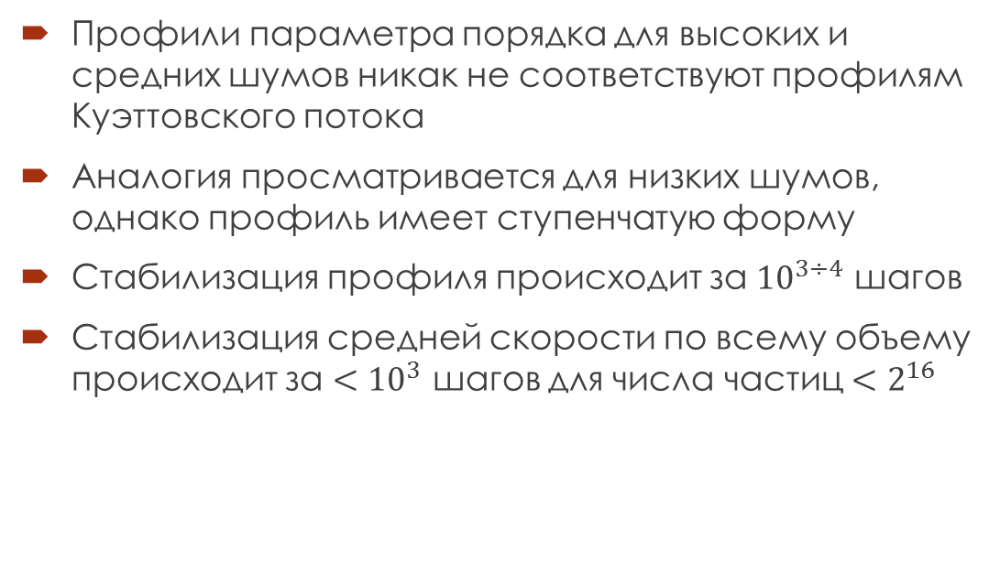 Профили параметра порядка для высоких и
средних шумов никак не соответствуют профилям
Куэттовского потока
Аналогия просматривается для низких шумов,
однако профиль имеет ступенчатую форму
Стабилизация профиля происходит за 10^{3÷4} шагов
Стабилизация средней скорости по всему объему
происходит за < 10^3 шагов для числа частиц < 2^{16}